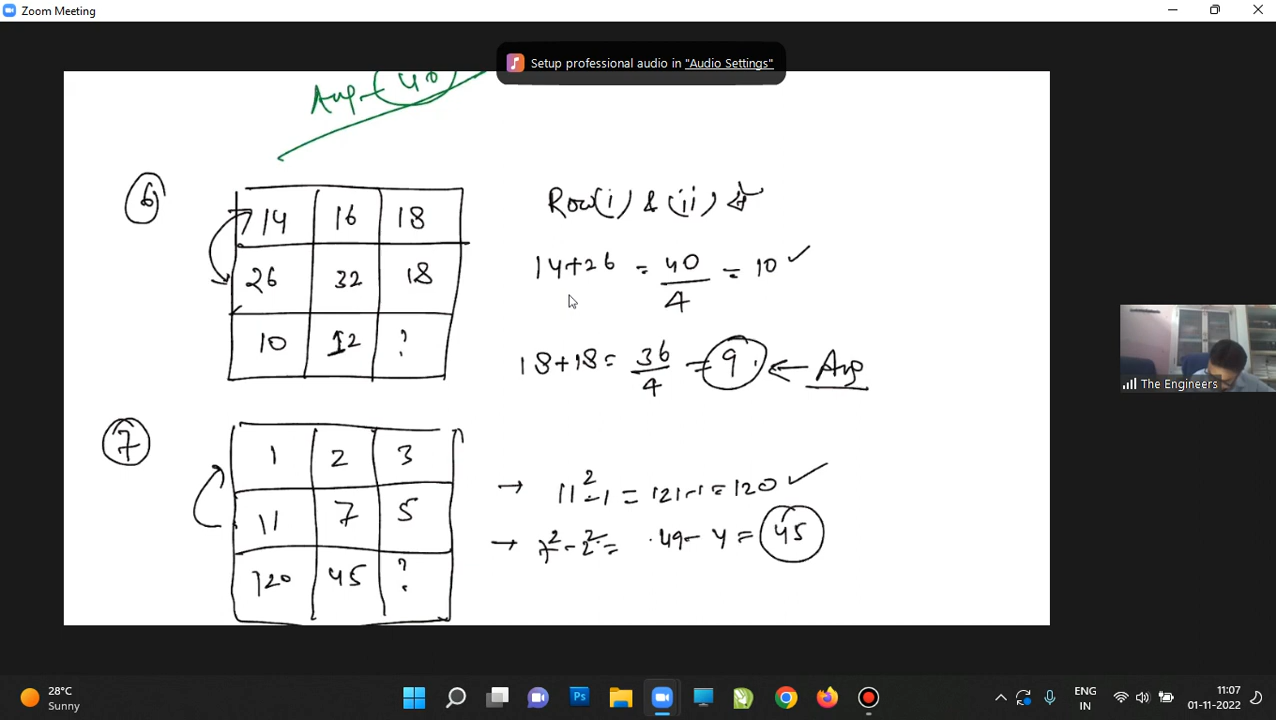 Zoom Meeting
Setup professional audio in "Audio Settings"
Ans - (40)
6
14 16 18
26 32 18
10 12 ?
Row(i) & (ii)
14+26 = 40/4 = 10 ✓
18+18 = 36/4 = 9. ← Ans
7
1 2 3
11 7 5
120 45 ?
→ 11² - 1 = 121 - 1 = 120 ✓
→ 7² - 2² = 49 - 4 = 45
The Engineers
28°C
Sunny
ENG
IN
11:07
01-11-2022